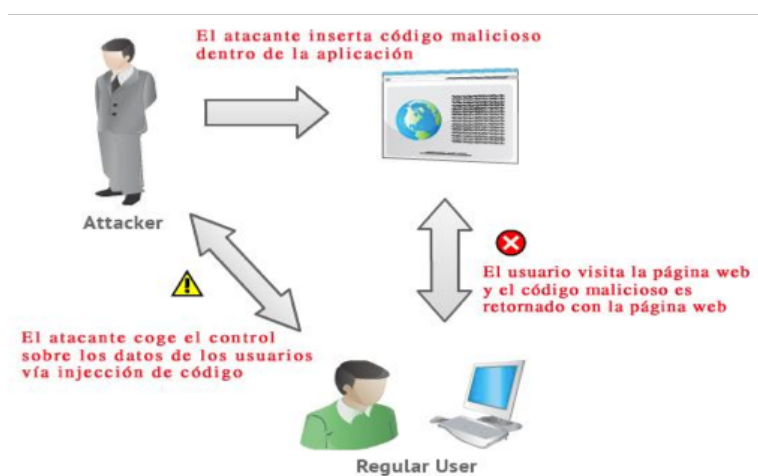 El atacante inserta código malicioso
dentro de la aplicación
Attacker
El usuario visita la página web
y el código malicioso es
retornado con la página web
El atacante coge el control
sobre los datos de los usuarios
vía injección de código
Regular User